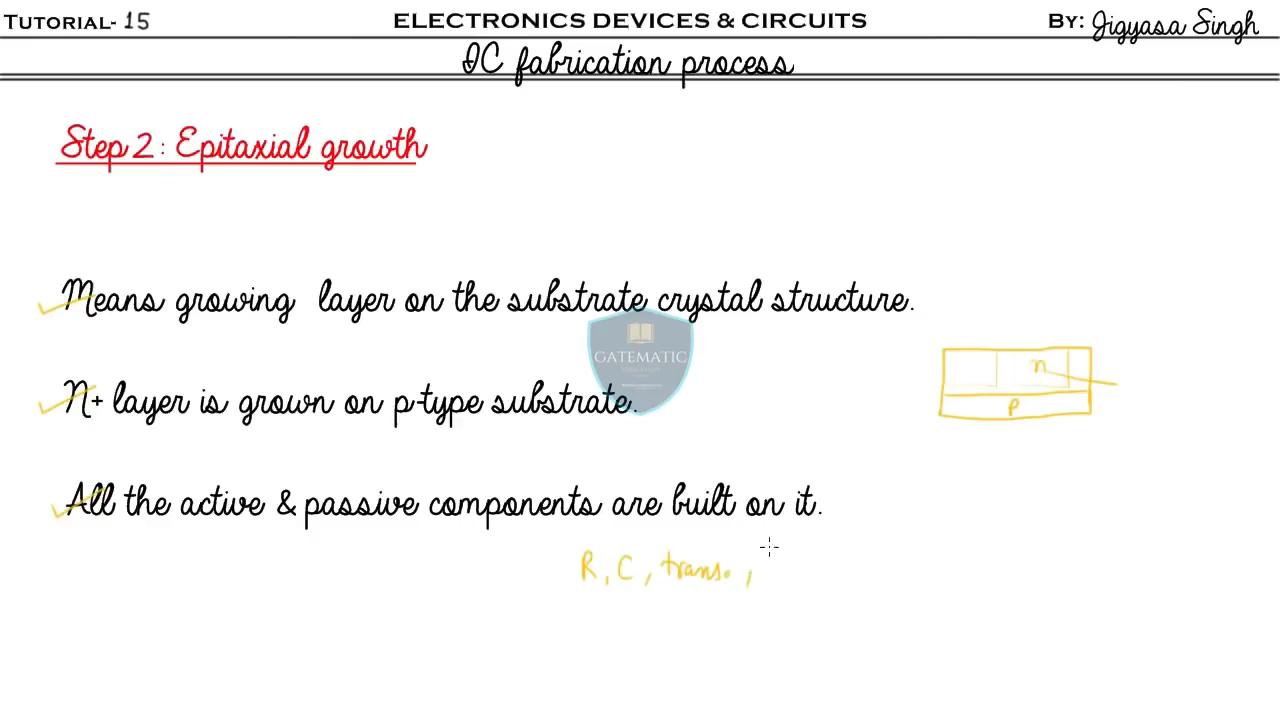 TUTORIAL- 15 ELECTRONICS DEVICES & CIRCUITS BY: Jigyasa Singh
IC fabrication process
Step 2: Epitaxial growth
Means growing layer on the substrate crystal structure.
GATEMATIC
n
N+ layer is grown on p-type substrate.
P
All the active & passive components are built on it.
R, C, trans.,